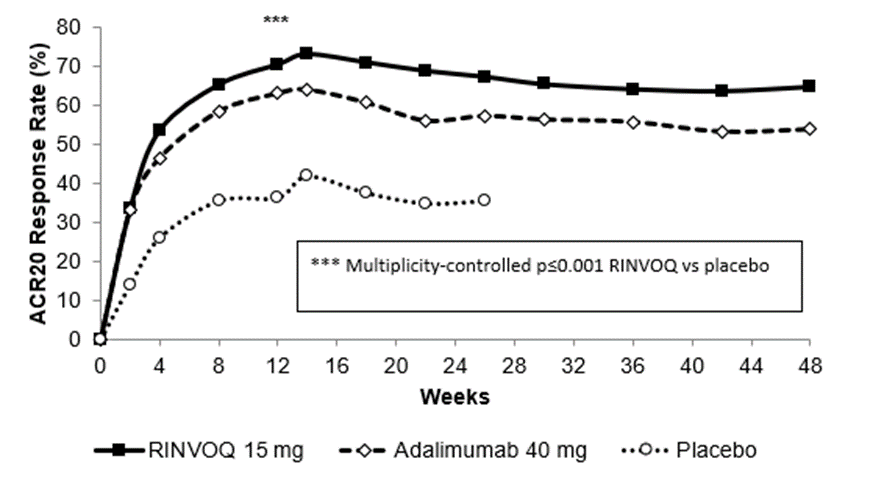 ***
80
70
60
50
40
30
20
10
0
ACR20 Response Rate (%)
*** Multiplicity-controlled p≤0.001 RINVOQ vs placebo
0 4 8 12 16 20 24 28 32 36 40 44 48
Weeks
RINVOQ 15 mg Adalimumab 40 mg Placebo